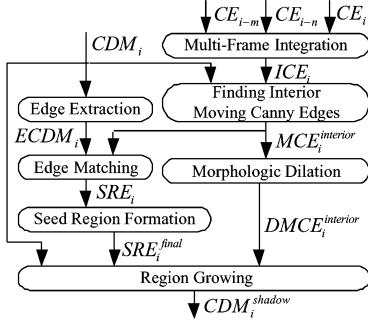 CE_{i-m} CE_{i-n} CE_i
CDM_i
Multi-Frame Integration
ICE_i
Finding Interior
Moving Canny Edges
Edge Extraction
ECDM_i
MCE_i^{interior}
Edge Matching
Morphologic Dilation
SRE_i
Seed Region Formation
DMCE_i^{interior}
SRE_i^{final}
Region Growing
CDM_i^{shadow}